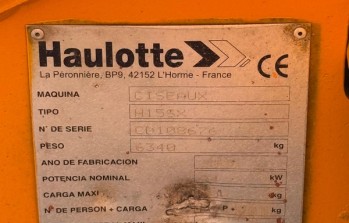 Haulotte
La Péronnière, BP9, 42152 L'Horme - France
CE
MAQUINA CISEAUX
TIPO
N° DE SERIE
PESO 6340 kg
ANO DE FABRICACION
POTENCIA NOMINAL kW
CARGA MAXI kg
N° DE PERSON + CARGA P + kg